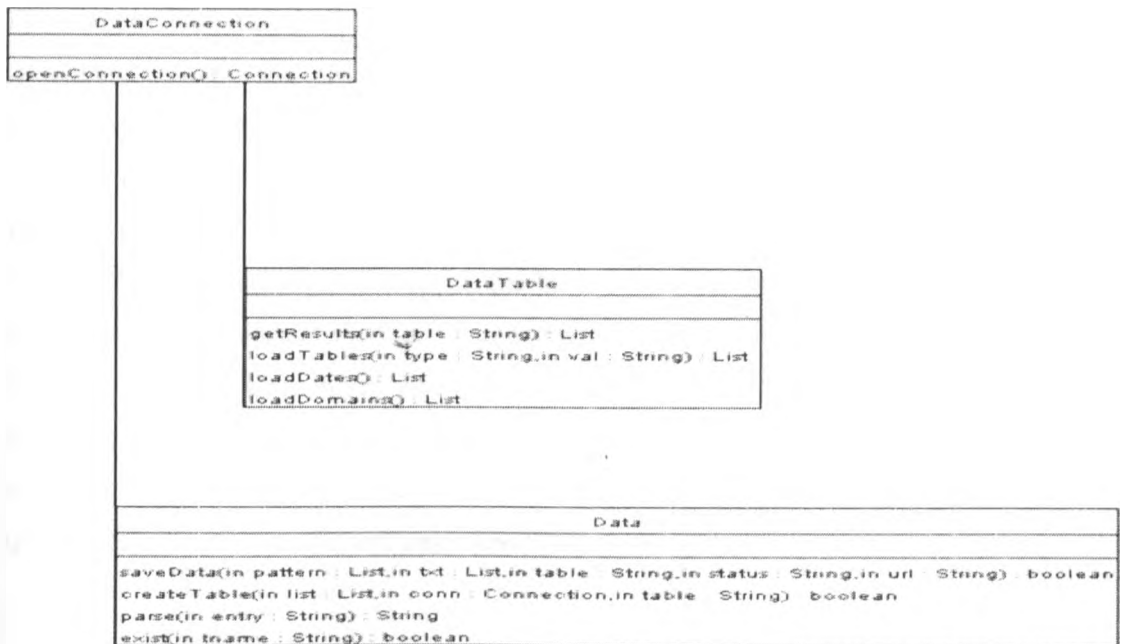 DataConnection
openConnection() : Connection
DataTable
getResults(in table : String) : List
loadTables(in type : String,in val : String) : List
loadDates() : List
loadDomains() : List
Data
saveData(in pattern : List,in txt : List,in table : String,in status : String,in url : String) : boolean
createTable(in list : List,in conn : Connection,in table : String) : boolean
parse(in entry : String) : String
exist(in tname : String) : boolean